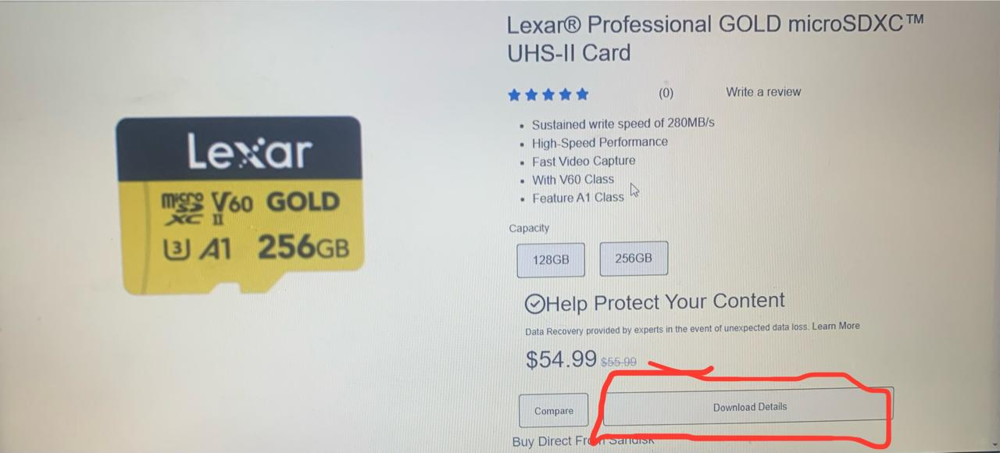 Lexar® Professional GOLD microSDXC™
UHS-II Card
(0)
Write a review
Sustained write speed of 280MB/s
High-Speed Performance
Fast Video Capture
With V60 Class
Feature A1 Class
Capacity
128GB
256GB
Help Protect Your Content
Data Recovery provided by experts in the event of unexpected data loss. Learn More
$54.99 $55.99
Compare
Download Details
Buy Direct From Sandisk
Lexar
micro SD XC II V60 GOLD
U3 A1 256GB